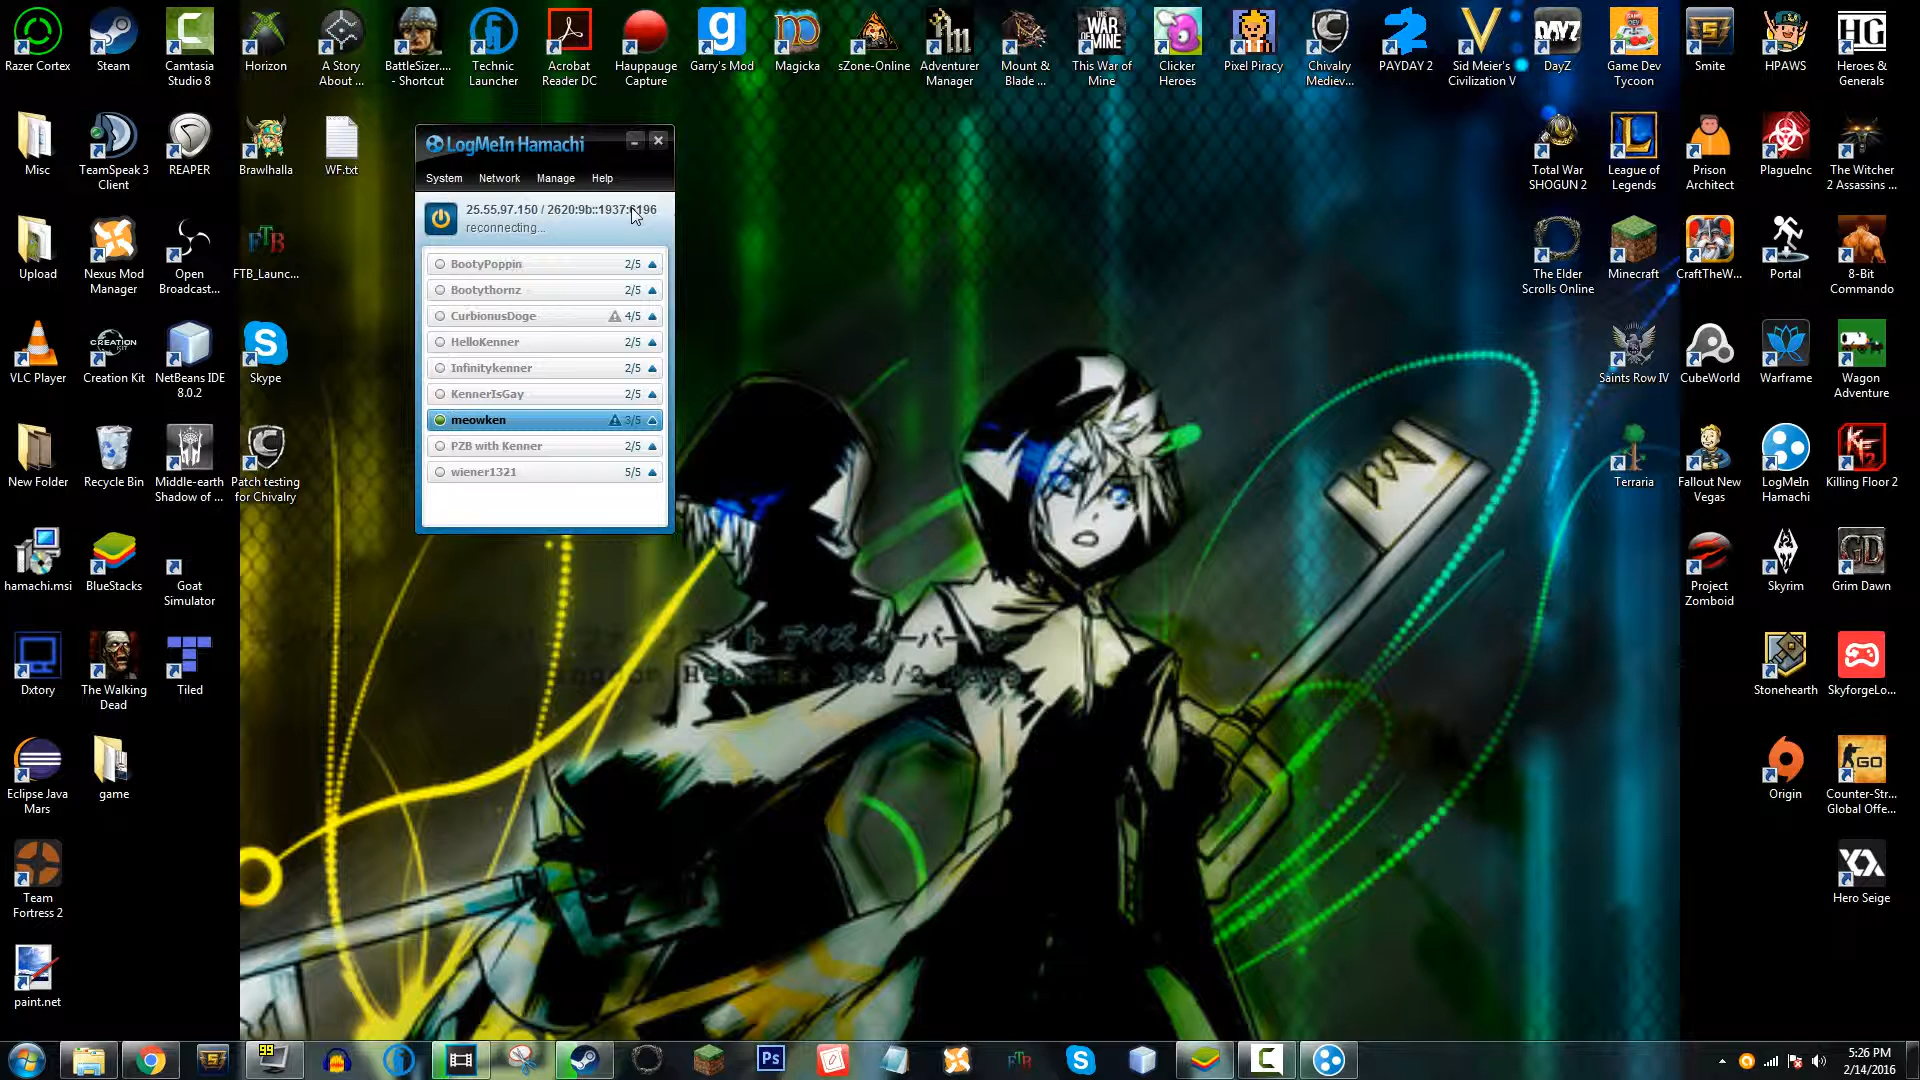 Razer Cortex
Steam
Camtasia Studio 8
Horizon
A Story About ...
BattleSizer.... - Shortcut
Technic Launcher
Acrobat Reader DC
Hauppauge Capture
Garry's Mod
Magicka
sZone-Online
Adventurer Manager
Mount & Blade ...
This War of Mine
Clicker Heroes
Pixel Piracy
Chivalry Mediev...
PAYDAY 2
Sid Meier's Civilization V
DayZ
Game Dev Tycoon
Smite
HPAWS
Heroes & Generals
Misc
TeamSpeak 3 Client
REAPER
Brawlhalla
WF.txt
Total War SHOGUN 2
League of Legends
Prison Architect
PlagueInc
The Witcher 2 Assassins ...
Upload
Nexus Mod Manager
Open Broadcast...
FTB_Launc...
The Elder Scrolls Online
Minecraft
CraftTheW...
Portal
8-Bit Commando
VLC Player
Creation Kit
NetBeans IDE 8.0.2
Skype
Saints Row IV
CubeWorld
Warframe
Wagon Adventure
New Folder
Recycle Bin
Middle-earth Shadow of ...
Patch testing for Chivalry
Terraria
Fallout New Vegas
LogMeIn Hamachi
Killing Floor 2
hamachi.msi
BlueStacks
Goat Simulator
Project Zomboid
Skyrim
Grim Dawn
Dxtory
The Walking Dead
Tiled
Stonehearth
SkyforgeLo...
Eclipse Java Mars
game
Origin
Counter-Str... Global Offe...
Team Fortress 2
Hero Seige
paint.net
LogMeIn Hamachi
System Network Manage Help
25.55.97.150 / 2620:9b::1937:6196
reconnecting...
BootyPoppin 2/5
Bootythornz 2/5
CurbionusDoge 4/5
HelloKenner 2/5
Infinitykenner 2/5
KennerIsGay 2/5
meowken 3/5
PZB with Kenner 2/5
wiener1321 5/5
5:26 PM
2/14/2016